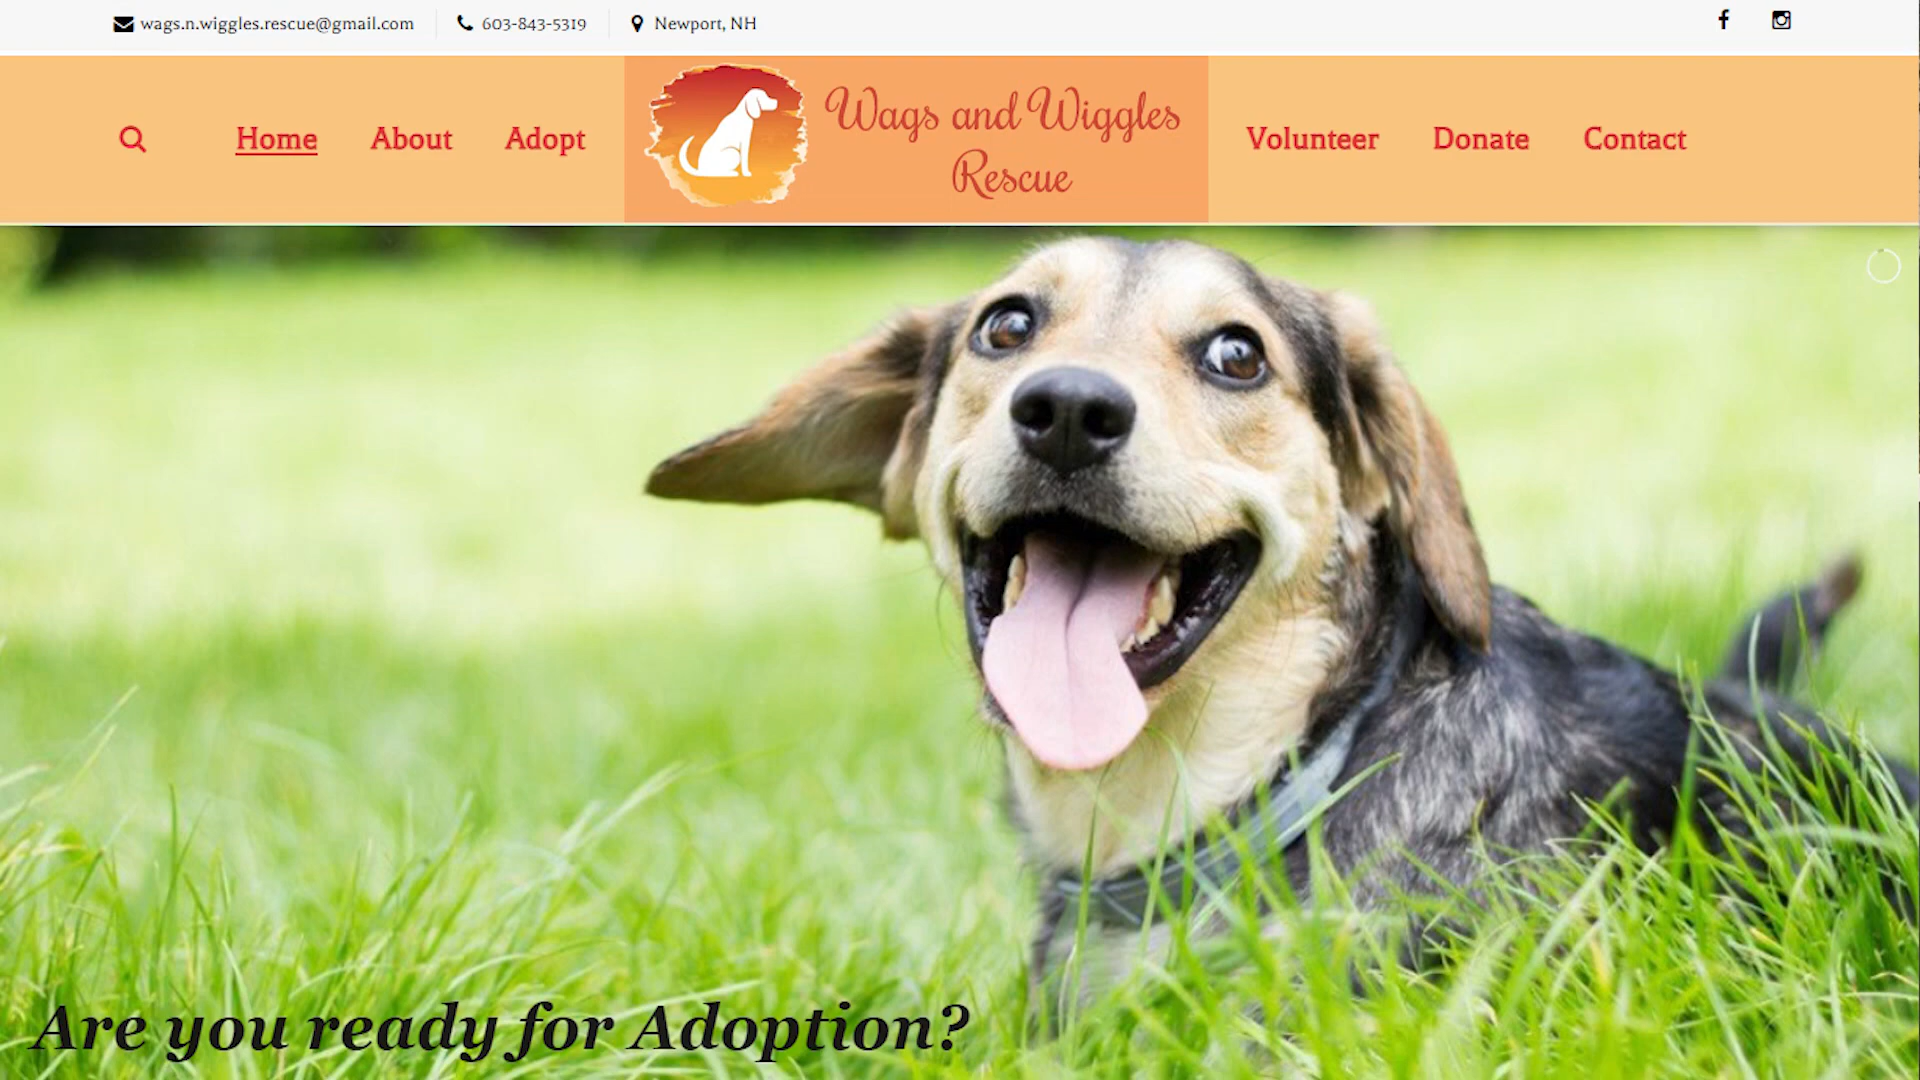 wags.n.wiggles.rescue@gmail.com 603-843-5319 Newport, NH
Home About Adopt
Wags and Wiggles
Rescue
Volunteer Donate Contact
Are you ready for Adoption?